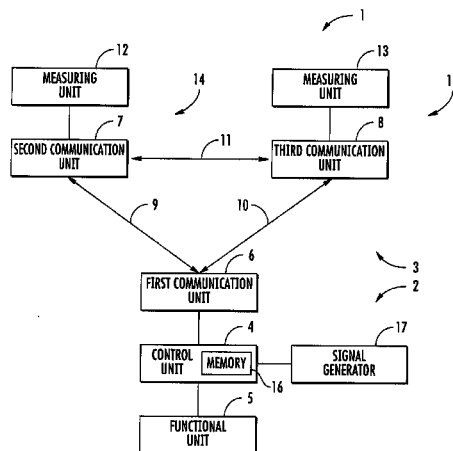 1
12
13
MEASURING
UNIT
MEASURING
UNIT
14
1
7
8
SECOND COMMUNICATION
UNIT
11
THIRD COMMUNICATION
UNIT
9
10
6
FIRST COMMUNICATION
UNIT
3
2
4
17
CONTROL
UNIT
MEMORY
16
SIGNAL
GENERATOR
5
FUNCTIONAL
UNIT